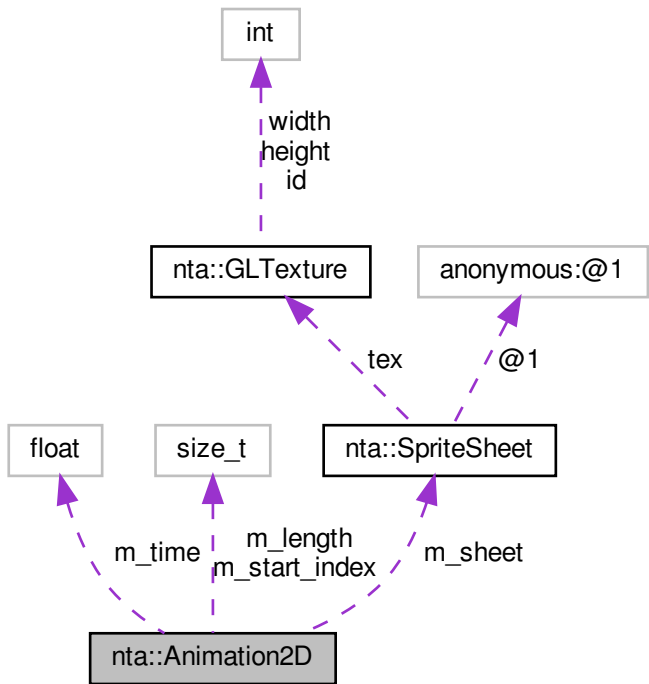 int
width
height
id
nta::GLTexture
anonymous:@1
tex
@1
float
size_t
nta::SpriteSheet
m_time
m_length
m_start_index
m_sheet
nta::Animation2D